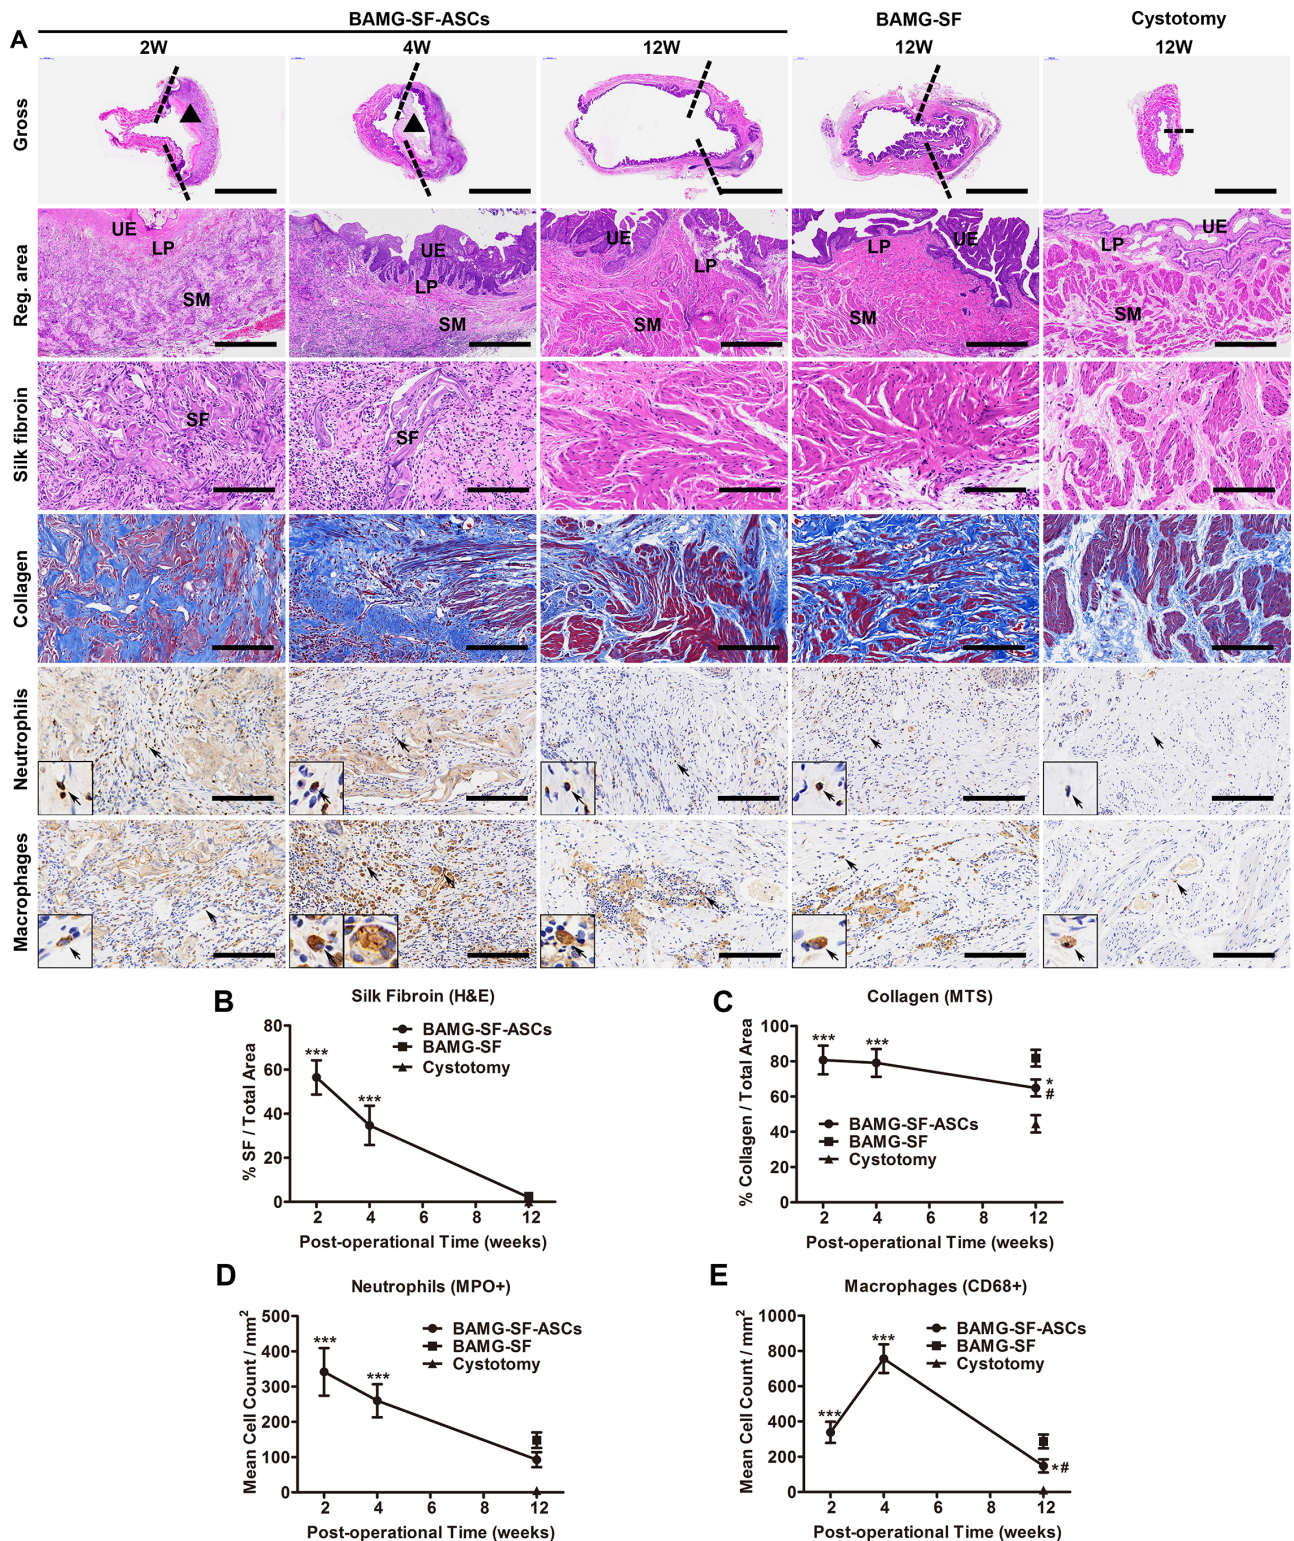 BAMG-SF-ASCs BAMG-SF Cystotomy
A 2W 4W 12W 12W 12W
Gross
Reg. area
UE LP SM
UE LP SM
UE LP SM
LP UE SM
UE LP SM
Silk fibroin
SF SF
Collagen
Neutrophils
Macrophages
B Silk Fibroin (H&E)
% SF / Total Area
80
60
40
20
0
*** ***
BAMG-SF-ASCs
BAMG-SF
Cystotomy
2 4 6 8 12
Post-operational Time (weeks)
C Collagen (MTS)
% Collagen / Total Area
100
80
60
40
20
0
*** ***
*
#
BAMG-SF-ASCs
BAMG-SF
Cystotomy
2 4 6 8 12
Post-operational Time (weeks)
D Neutrophils (MPO+)
Mean Cell Count / mm²
500
400
300
200
100
0
*** ***
BAMG-SF-ASCs
BAMG-SF
Cystotomy
2 4 6 8 12
Post-operational Time (weeks)
E Macrophages (CD68+)
Mean Cell Count / mm²
1000
800
600
400
200
0
*** ***
*#
BAMG-SF-ASCs
BAMG-SF
Cystotomy
2 4 6 8 12
Post-operational Time (weeks)